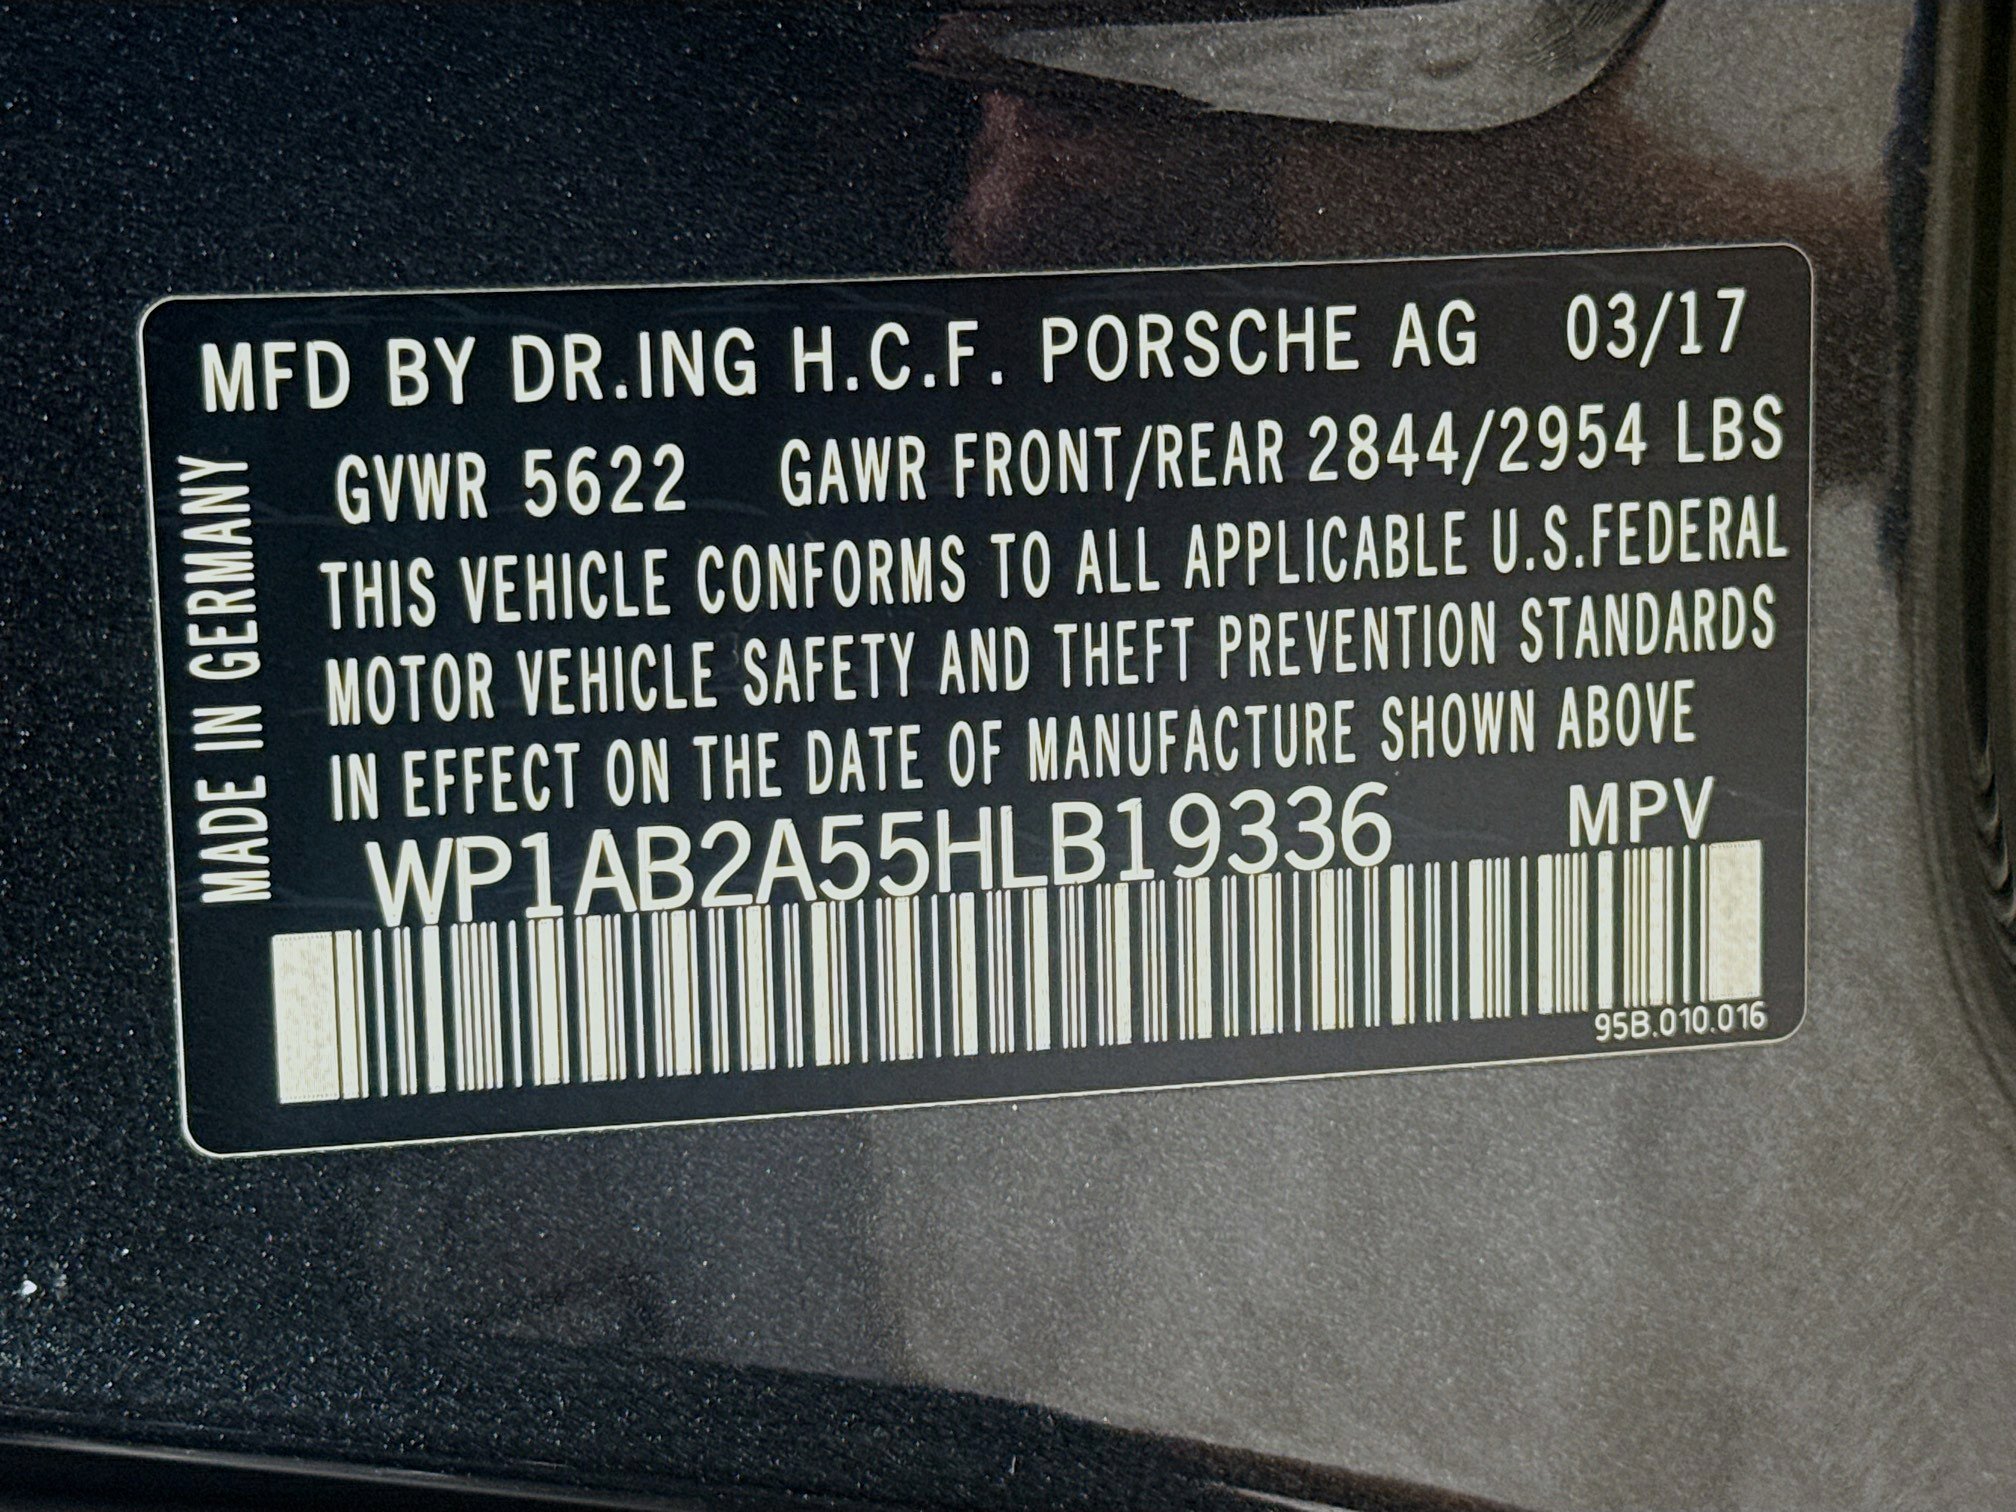 MFD BY DR.ING H.C.F. PORSCHE AG 03/17
GVWR 5622 GAWR FRONT/REAR 2844/2954 LBS
THIS VEHICLE CONFORMS TO ALL APPLICABLE U.S.FEDERAL
MOTOR VEHICLE SAFETY AND THEFT PREVENTION STANDARDS
IN EFFECT ON THE DATE OF MANUFACTURE SHOWN ABOVE
WP1AB2A55HLB19336 MPV
95B.010.016
MADE IN GERMANY